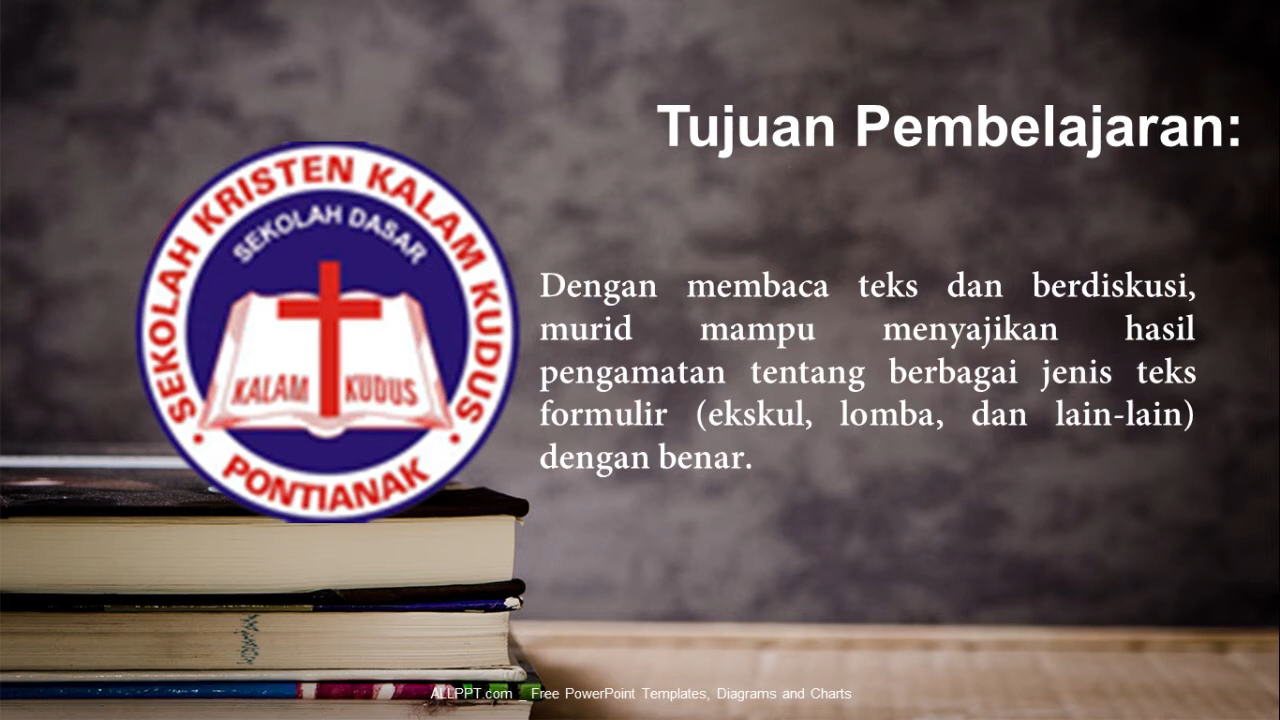 Tujuan Pembelajaran:
SEKOLAH KRISTEN KALAM KUDUS
SEKOLAH DASAR
KALAM KUDUS
• PONTIANAK •
Dengan membaca teks dan berdiskusi,
murid mampu menyajikan hasil
pengamatan tentang berbagai jenis teks
formulir (ekskul, lomba, dan lain-lain)
dengan benar.
ALLPPT.com _ Free PowerPoint Templates, Diagrams and Charts